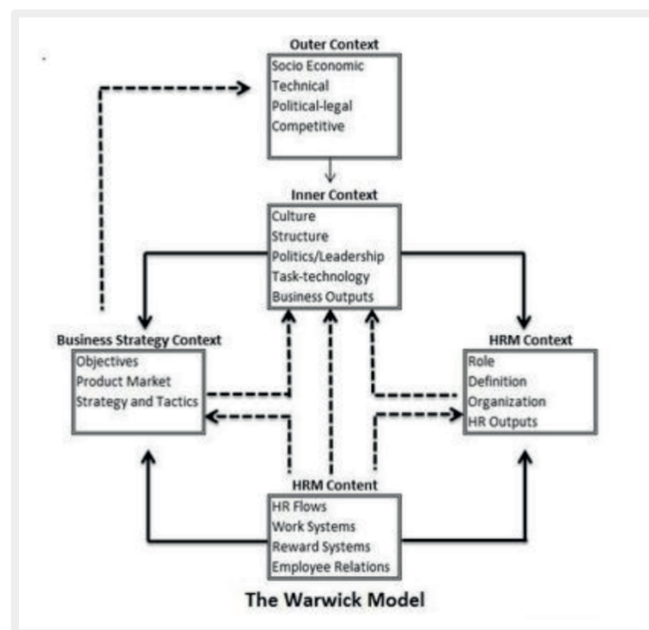 Outer Context
Socio Economic
Technical
Political-legal
Competitive
Inner Context
Culture
Structure
Politics/Leadership
Task-technology
Business Outputs
Business Strategy Context
Objectives
Product Market
Strategy and Tactics
HRM Context
Role
Definition
Organization
HR Outputs
HRM Content
HR Flows
Work Systems
Reward Systems
Employee Relations
The Warwick Model